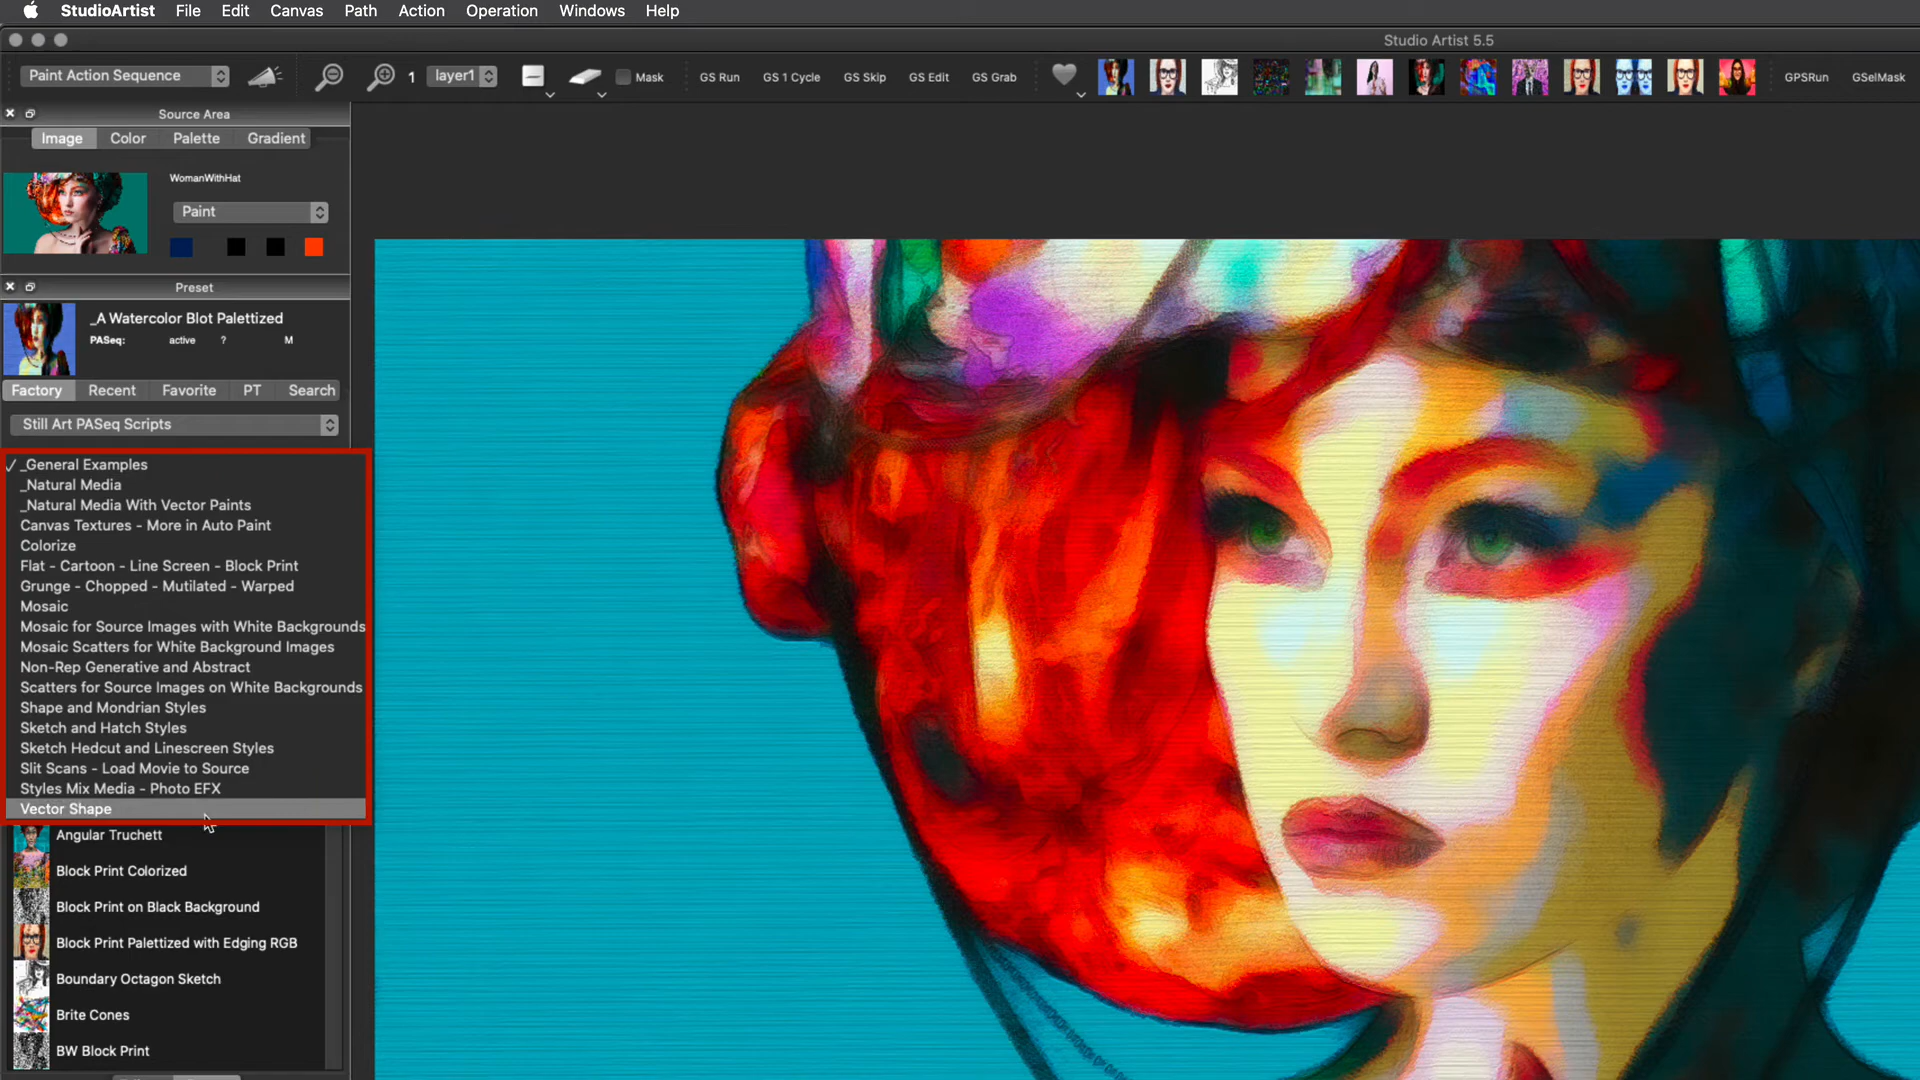 StudioArtist File Edit Canvas Path Action Operation Windows Help
Studio Artist 5.5
Paint Action Sequence 1 layer1 Mask GS Run GS 1 Cycle GS Skip GS Edit GS Grab GPSRun GSelMask
Source Area
Image Color Palette Gradient
WomanWithHat
Paint
Preset
_A Watercolor Blot Palettized
PASeq: active ? M
Factory Recent Favorite PT Search
Still Art PASeq Scripts
✓ _General Examples
_Natural Media
_Natural Media With Vector Paints
Canvas Textures - More in Auto Paint
Colorize
Flat - Cartoon - Line Screen - Block Print
Grunge - Chopped - Mutilated - Warped
Mosaic
Mosaic for Source Images with White Backgrounds
Mosaic Scatters for White Background Images
Non-Rep Generative and Abstract
Scatters for Source Images on White Backgrounds
Shape and Mondrian Styles
Sketch and Hatch Styles
Sketch Hedcut and Linescreen Styles
Slit Scans - Load Movie to Source
Styles Mix Media - Photo EFX
Vector Shape
Angular Truchett
Block Print Colorized
Block Print on Black Background
Block Print Palettized with Edging RGB
Boundary Octagon Sketch
Brite Cones
BW Block Print